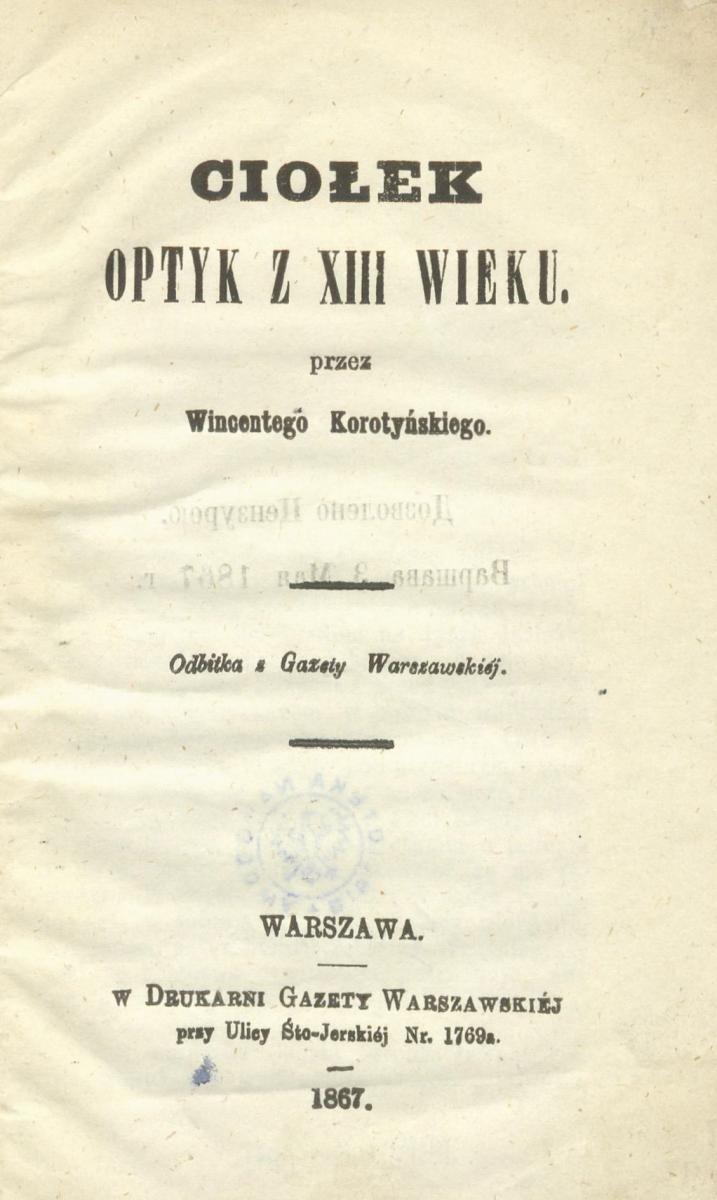 CIOŁEK
OPTYK Z XIII WIEKU.
przez
Wincentego Korotyńskiego.
Дозволено Цензурою.
Варшава 3 Мая 1867 г.
Odbitka z Gazety Warszawskiéj.
WARSZAWA.
W DRUKARNI GAZETY WARSZAWSKIÉJ
przy Ulicy Śto-Jerskiéj Nr. 1769a.
1867.